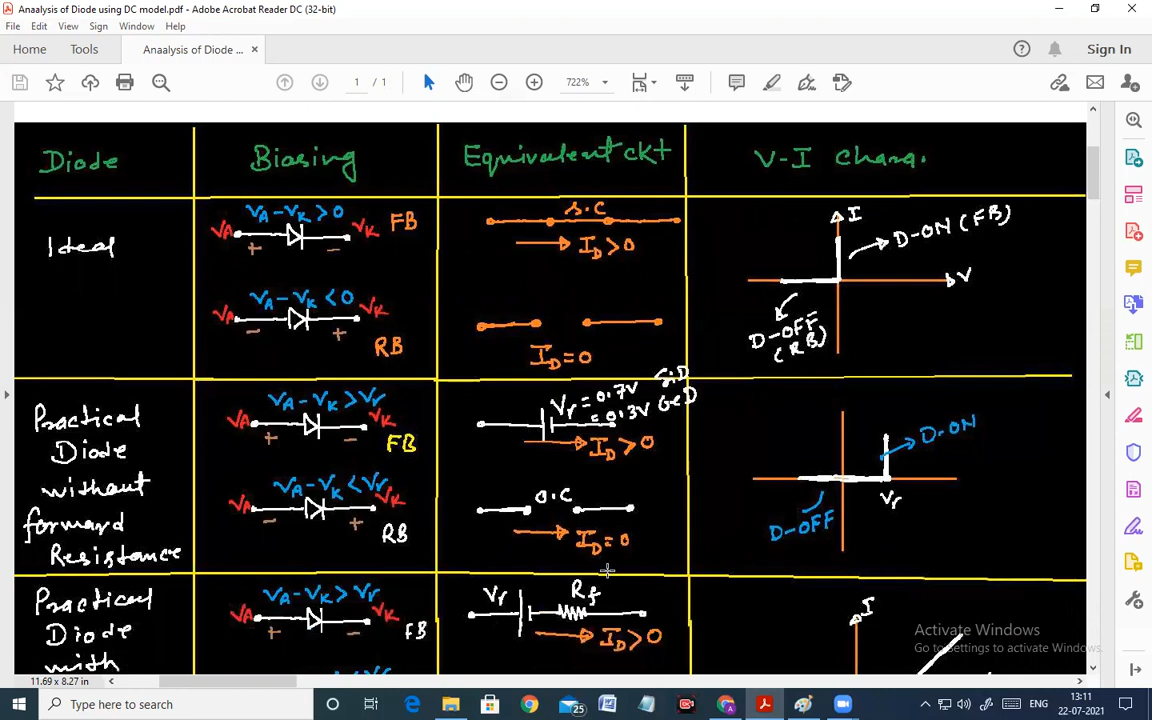 Anaalysis of Diode using DC model.pdf - Adobe Acrobat Reader DC (32-bit)
File Edit View Sign Window Help
Home Tools Anaalysis of Diode ... × Sign In
1 / 1 722%
Diode Biasing Equivalent ckt V-I Chara.
Ideal
VA-VK>0
VA VK FB
+ −
S.C
ID>0
I
D-ON (FB)
V
D-OFF
(RB)
VA-VK<0
VA VK
− +
RB
ID=0
Practical
Diode
without
forward
Resistance
VA-VK>Vr
VA VK
+ −
FB
Vr=0.7V Si D
=0.3V Ge D
ID>0
D-ON
Vr
D-OFF
VA-VK<Vr
VA VK
− +
RB
O.C
ID=0
Practical
Diode
with
VA-VK>Vr
VA VK
+ −
FB
Vr Rf
ID>0
I
Activate Windows
Go to Settings to activate Windows.
11.69 x 8.27 in
Type here to search
25
ENG
13:11
22-07-2021